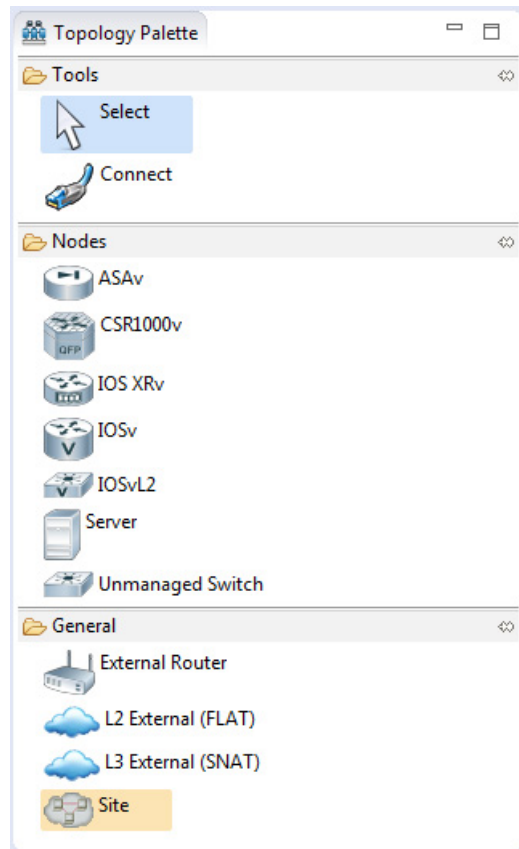 Topology Palette
Tools
Select
Connect
Nodes
ASAv
CSR1000v
QFP
IOS XRv
IOSv
V
IOSvL2
V
Server
Unmanaged Switch
General
External Router
L2 External (FLAT)
L3 External (SNAT)
Site